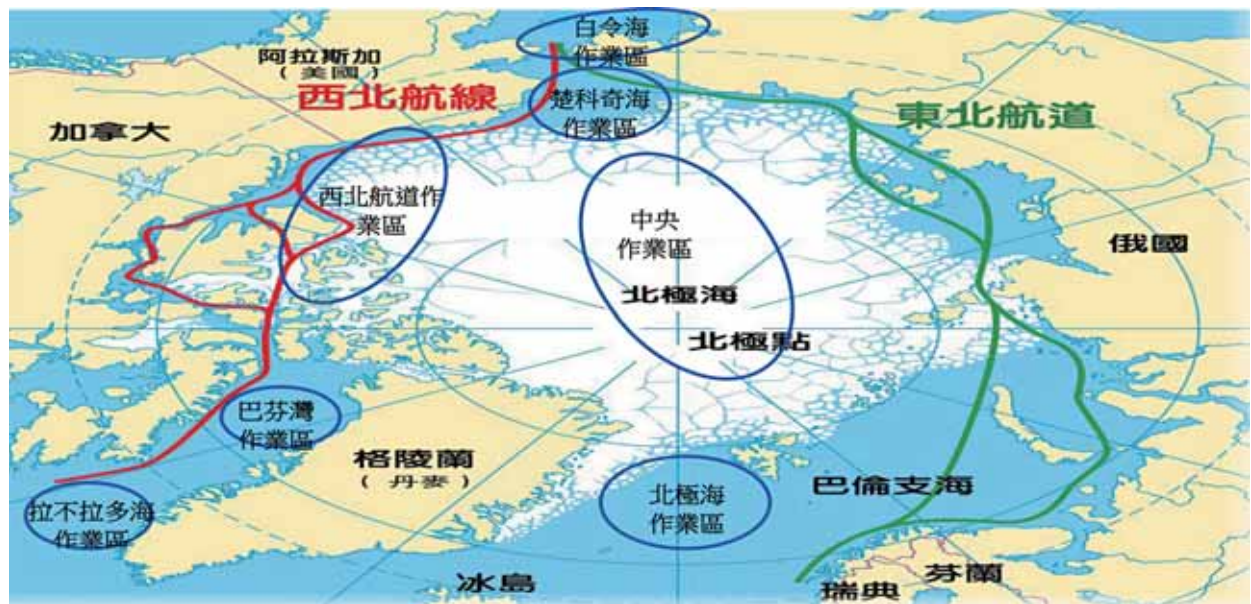 白令海
作業區
阿拉斯加
（美國）
西北航線
楚科奇海
作業區
東北航道
加拿大
西北航道作
業區
中央
作業區
俄國
北極海
北極點
巴芬灣
作業區
格陵蘭
（丹麥）
北極海
作業區
巴倫支海
拉不拉多海
作業區
冰島
瑞典
芬蘭